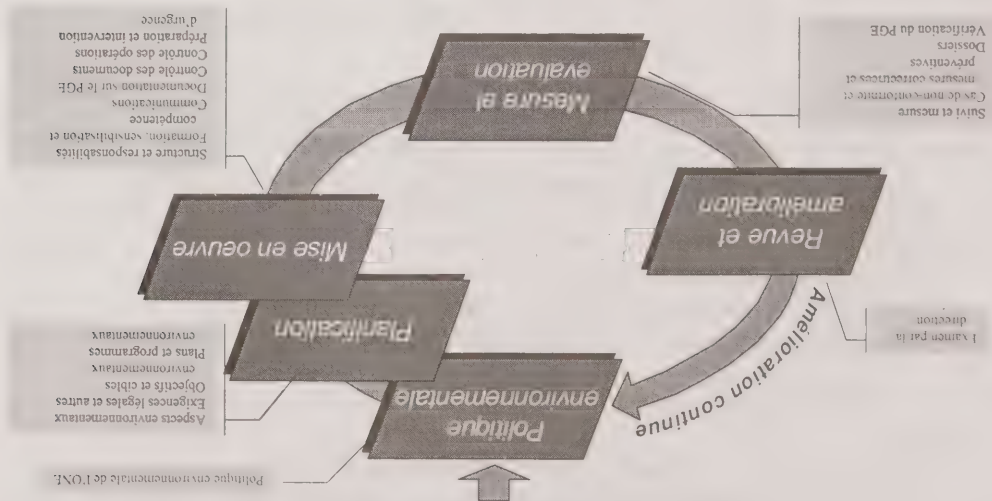 Politique environnementale de l'ONÉ
Politique
environnementale
Aspects environnementaux
Exigences légales et autres
Objectifs et cibles
environnementaux
Plans et programmes
environnementaux
Planification
Mise en oeuvre
Structure et responsabilités
Formation, sensibilisation et
compétence
Communications
Documentation sur le PGE
Contrôle des documents
Contrôle des opérations
Préparation et intervention
d'urgence
Mesure et
évaluation
Suivi et mesure
Cas de non-conformité et
mesures correctrices et
préventives
Dossiers
Vérification du PGE
Revue et
amélioration
Examen par la
direction
Amélioration continue